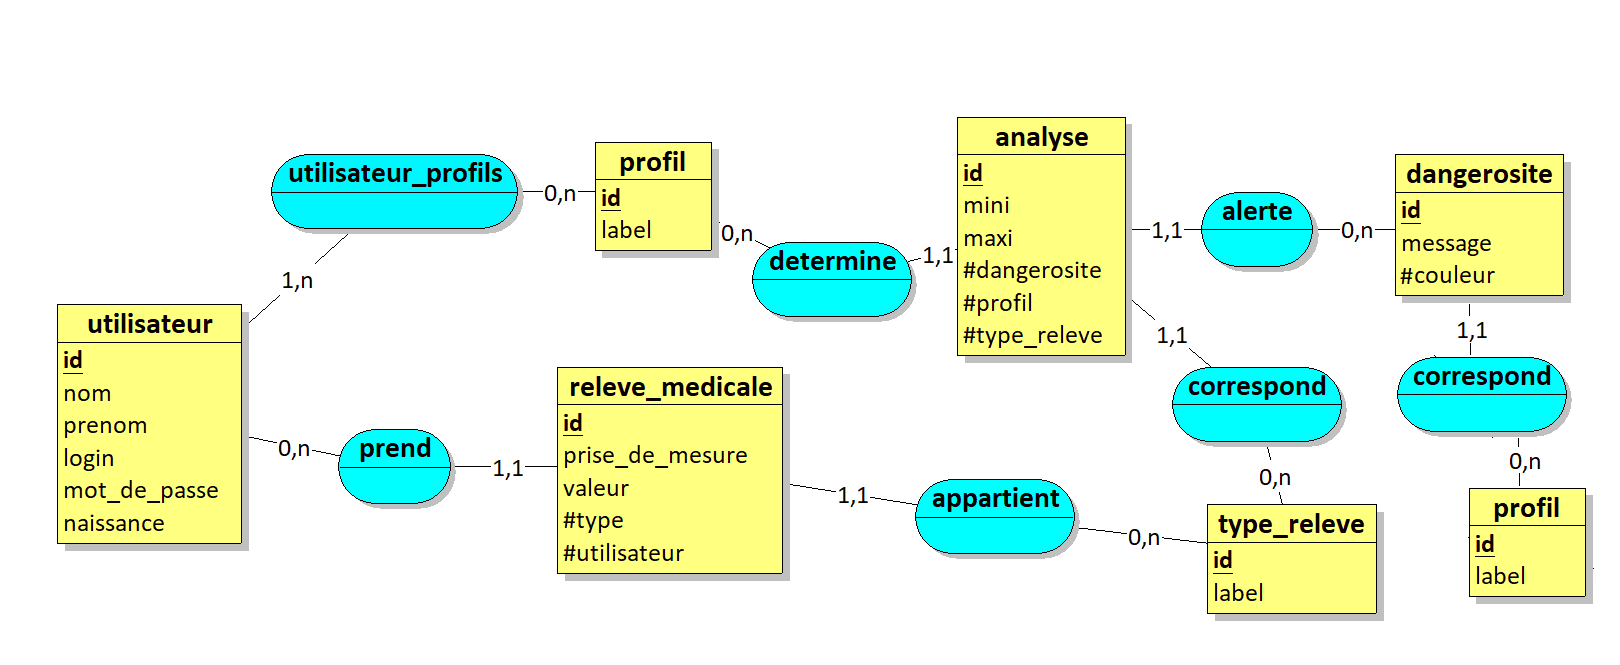 utilisateur_profils
0,n
profil
id
label
0,n
determine
1,1
analyse
id
mini
maxi
#dangerosite
#profil
#type_releve
1,1
alerte
0,n
dangerosite
id
message
#couleur
1,n
utilisateur
id
nom
prenom
login
mot_de_passe
naissance
0,n
prend
1,1
releve_medicale
id
prise_de_mesure
valeur
#type
#utilisateur
1,1
appartient
0,n
1,1
correspond
0,n
type_releve
id
label
1,1
correspond
0,n
profil
id
label